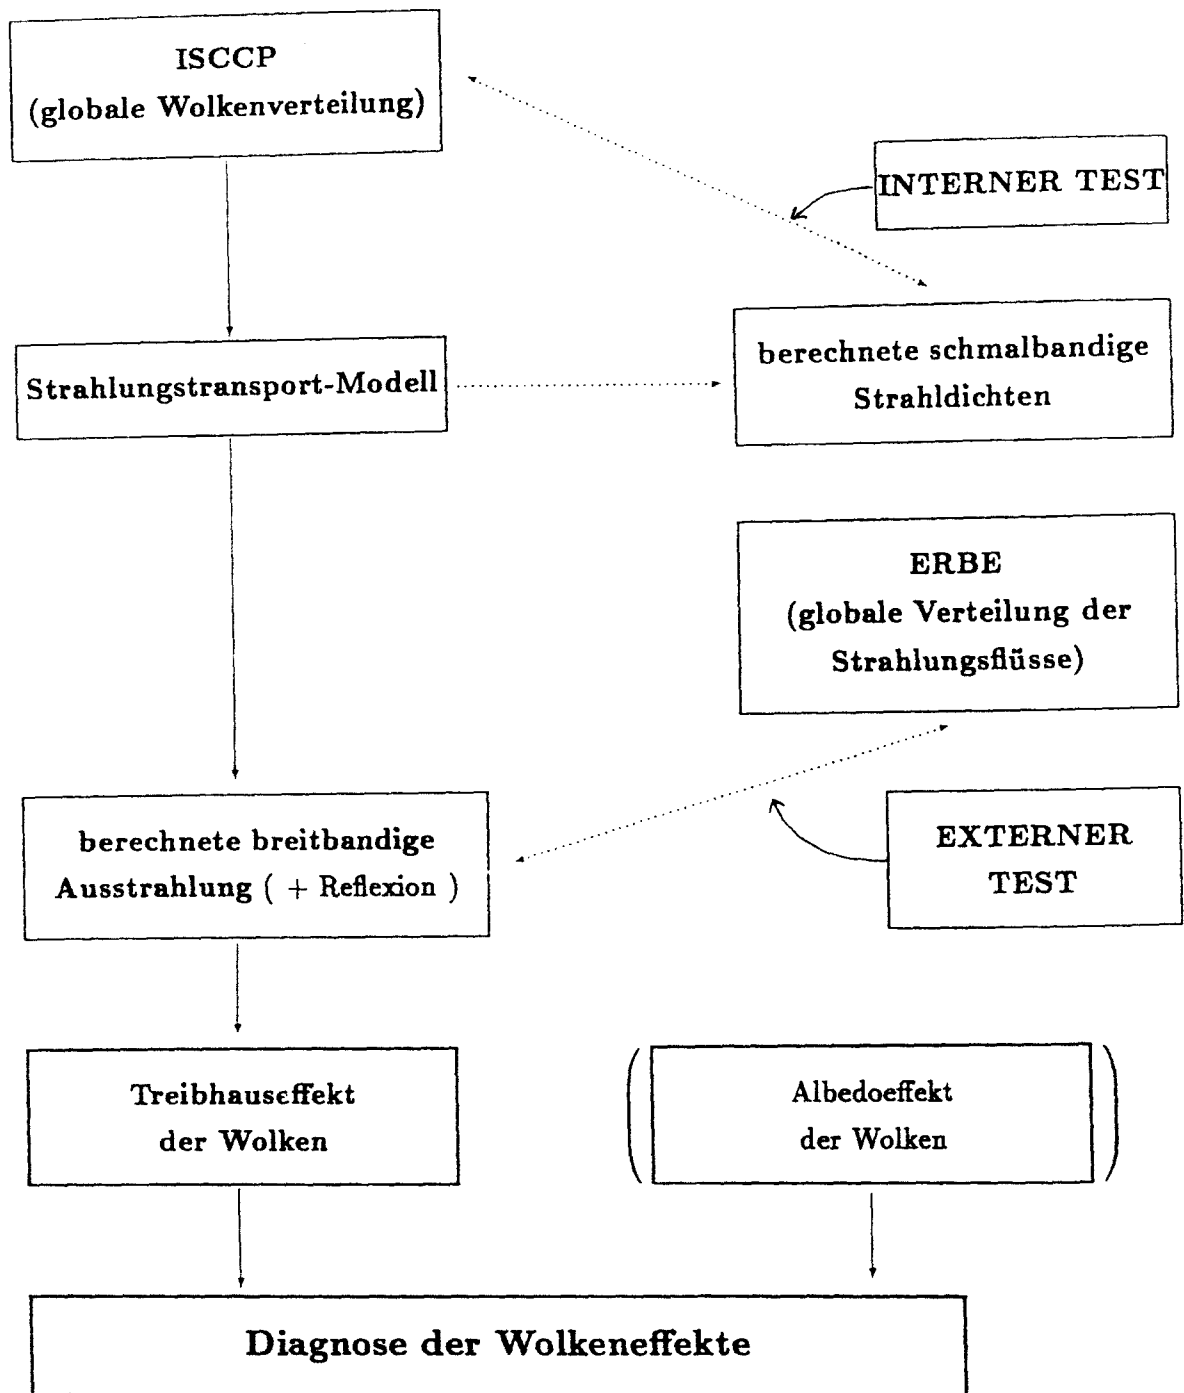 ISCCP
(globale Wolkenverteilung)
INTERNER TEST
Strahlungstransport-Modell
berechnete schmalbandige
Strahldichten
ERBE
(globale Verteilung der
Strahlungsflüsse)
berechnete breitbandige
Ausstrahlung ( + Reflexion )
EXTERNER
TEST
Treibhauseffekt
der Wolken
Albedoeffekt
der Wolken
Diagnose der Wolkeneffekte